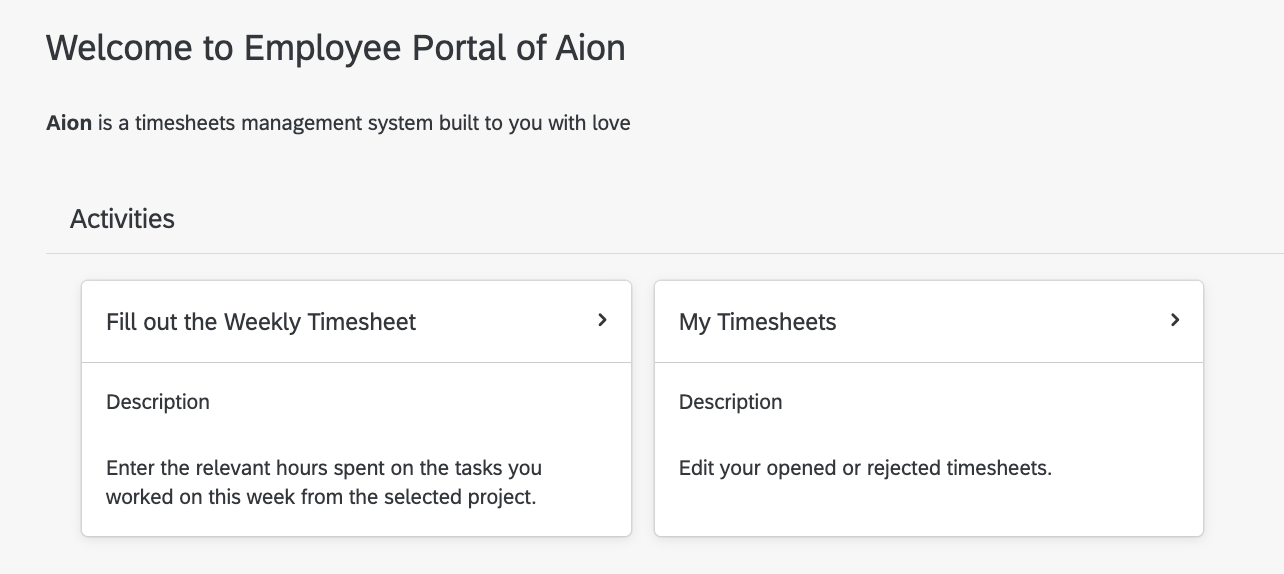 Welcome to Employee Portal of Aion
Aion is a timesheets management system built to you with love
Activities
Fill out the Weekly Timesheet
Description
Enter the relevant hours spent on the tasks you
worked on this week from the selected project.
My Timesheets
Description
Edit your opened or rejected timesheets.